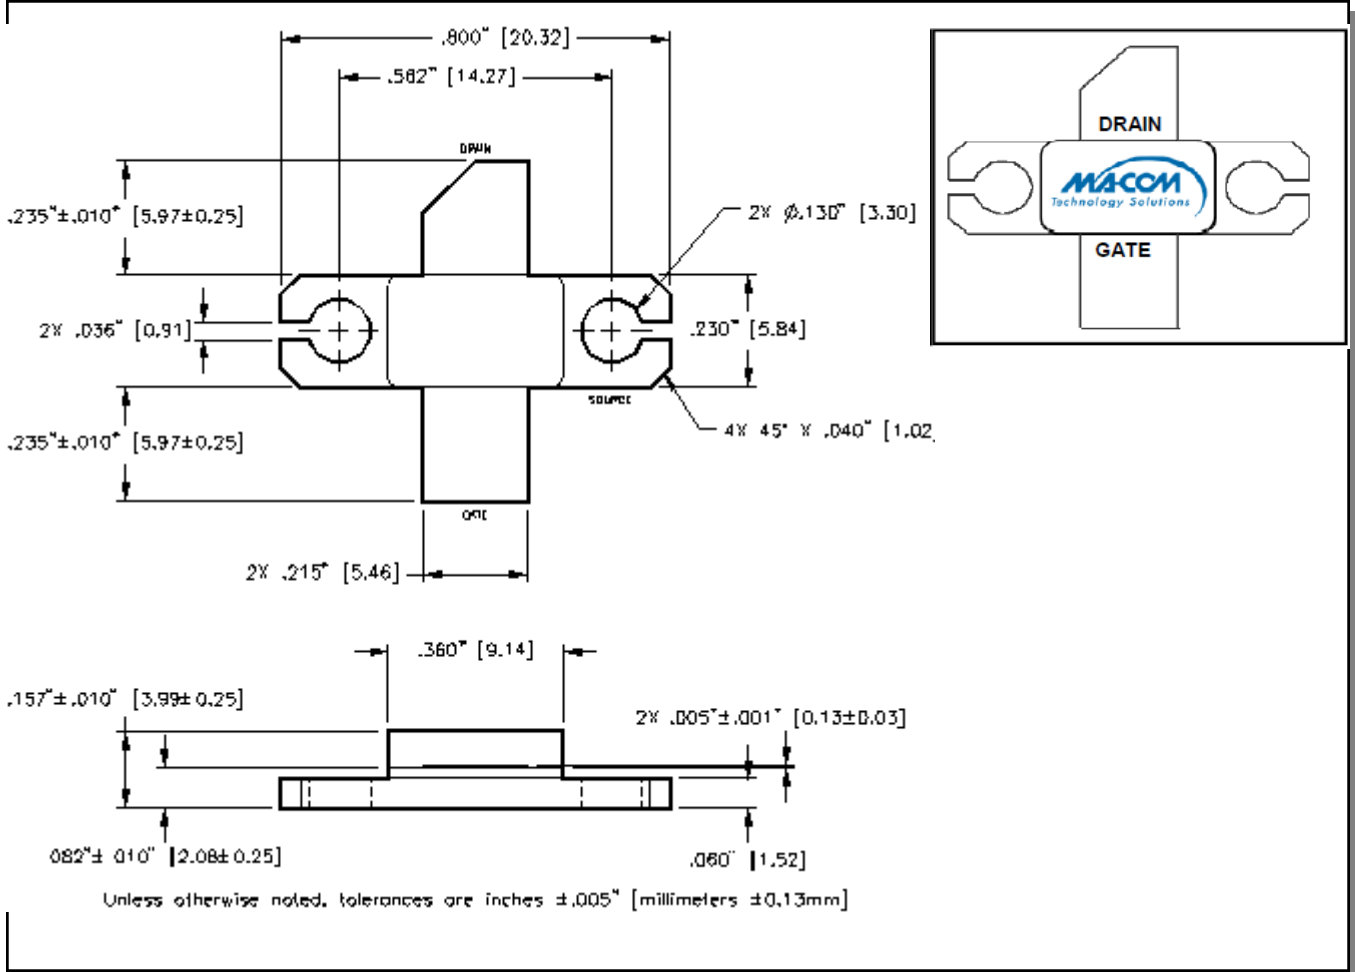 .800" [20.32]
.562" [14.27]
DRAIN
.235"±.010" [5.97±0.25]
2X Ø.130" [3.30]
2X .036" [0.91]
.230" [5.84]
SOURCE
.235"±.010" [5.97±0.25]
4X 45° X .040" [1.02
GATE
2X .215" [5.46]
DRAIN
MACOM
Technology Solutions
GATE
.360" [9.14]
.157"±.010" [3.99±0.25]
2X .005"±.001" [0.13±0.03]
082"± 010" [2.08±0.25]
.060" [1.52]
Unless otherwise noted, tolerances are inches ±.005" [millimeters ±0.13mm]